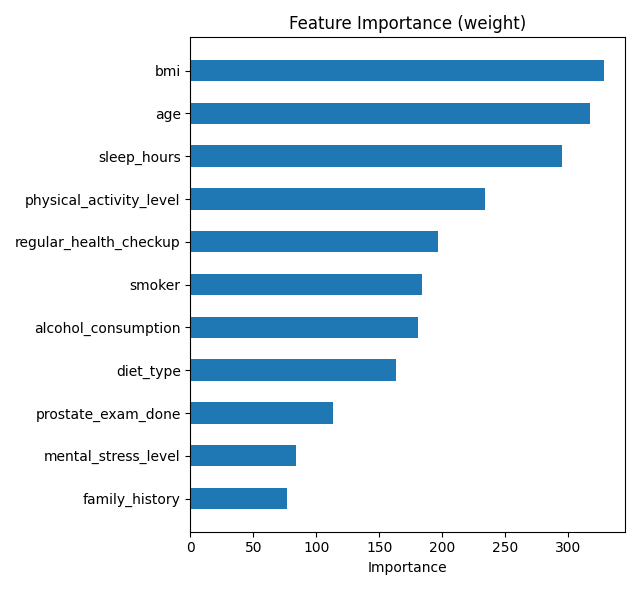 Feature Importance (weight)
bmi
age
sleep_hours
physical_activity_level
regular_health_checkup
smoker
alcohol_consumption
diet_type
prostate_exam_done
mental_stress_level
family_history
0 50 100 150 200 250 300
Importance